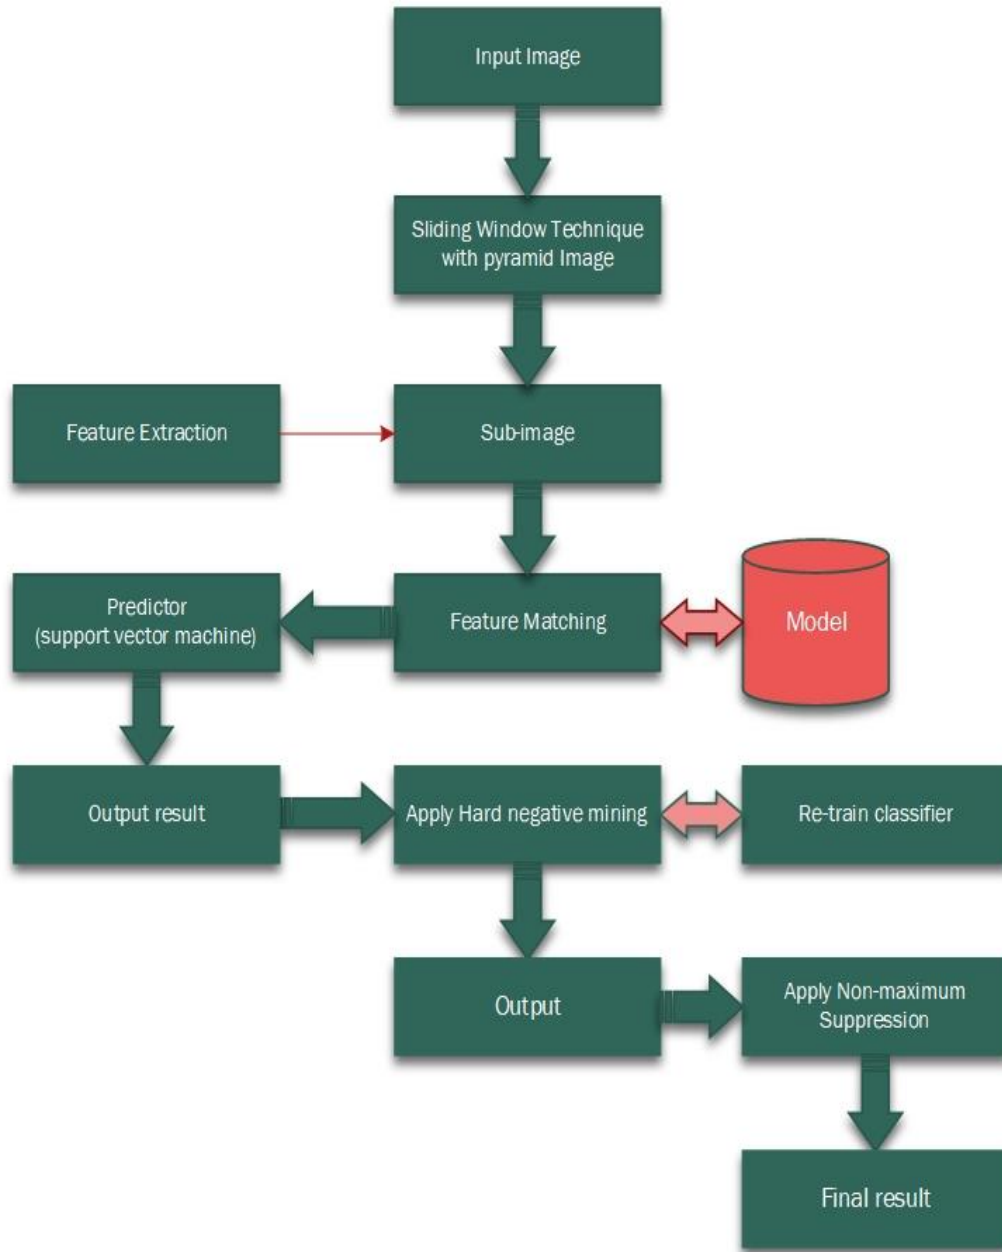 Input Image
Sliding Window Technique
with pyramid Image
Feature Extraction
Sub-image
Predictor
(support vector machine)
Feature Matching
Model
Output result
Apply Hard negative mining
Re-train classifier
Output
Apply Non-maximum
Suppression
Final result